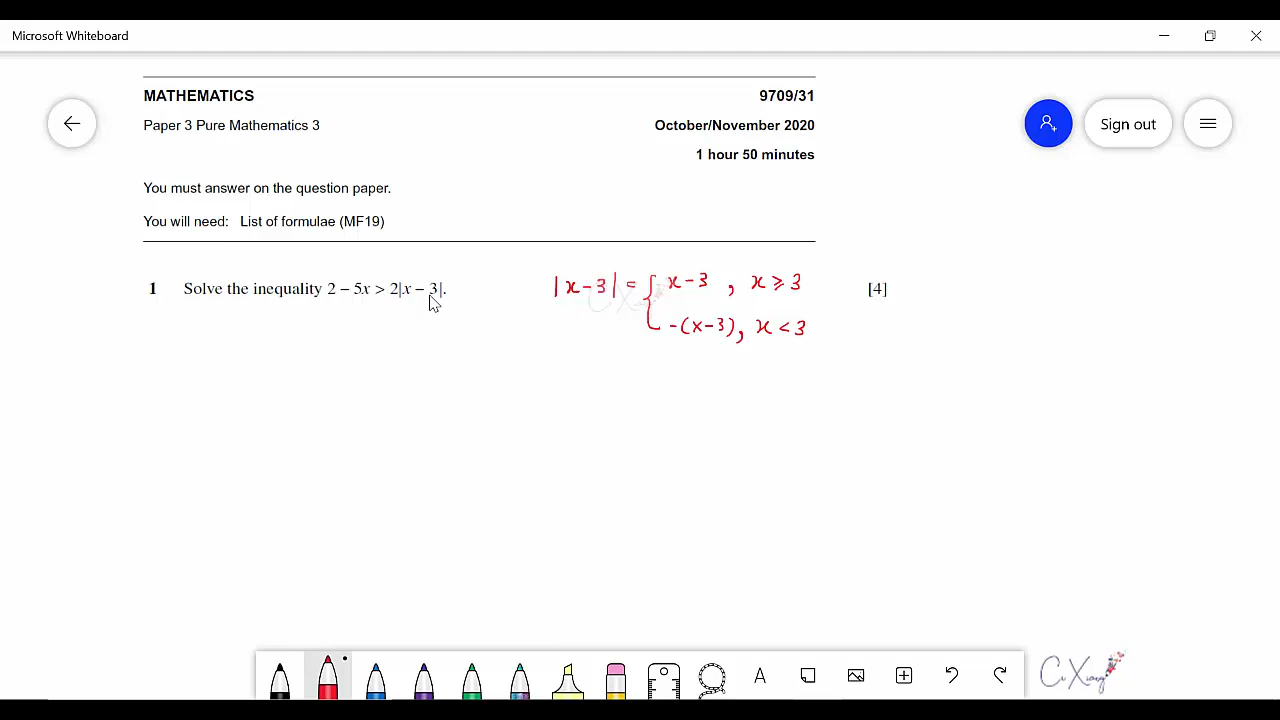 Microsoft Whiteboard
MATHEMATICS 9709/31
Paper 3 Pure Mathematics 3 October/November 2020
1 hour 50 minutes
You must answer on the question paper.
You will need: List of formulae (MF19)
1 Solve the inequality 2 − 5x > 2|x − 3|. [4]
|x-3| = { x-3 , x ⩾ 3
-(x-3), x < 3
Sign out
A
Ci Xiang